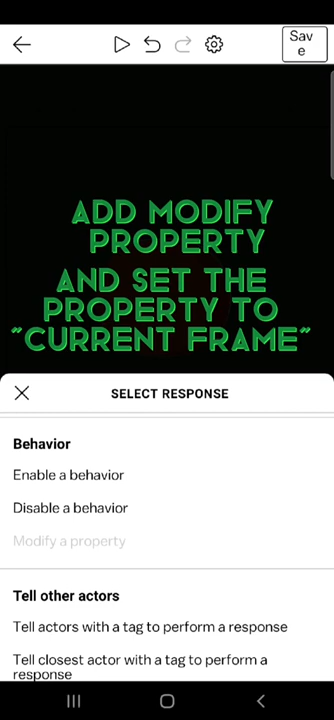 Sav
e
ADD MODIFY
PROPERTY
AND SET THE
PROPERTY TO
"CURRENT FRAME"
SELECT RESPONSE
Behavior
Enable a behavior
Disable a behavior
Modify a property
Tell other actors
Tell actors with a tag to perform a response
Tell closest actor with a tag to perform a
response